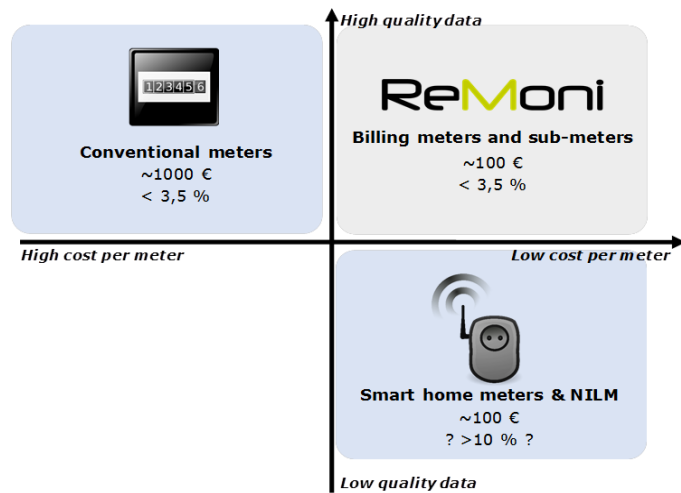 High quality data
123456
Conventional meters
~1000 €
< 3,5 %
ReMoni
Billing meters and sub-meters
~100 €
< 3,5 %
High cost per meter
Low cost per meter
Smart home meters & NILM
~100 €
? >10 % ?
Low quality data